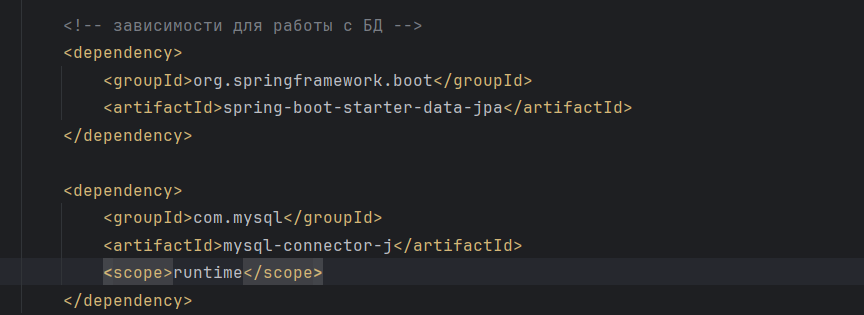 <!-- зависимости для работы с БД -->
<dependency>
<groupId>org.springframework.boot</groupId>
<artifactId>spring-boot-starter-data-jpa</artifactId>
</dependency>
<dependency>
<groupId>com.mysql</groupId>
<artifactId>mysql-connector-j</artifactId>
<scope>runtime</scope>
</dependency>